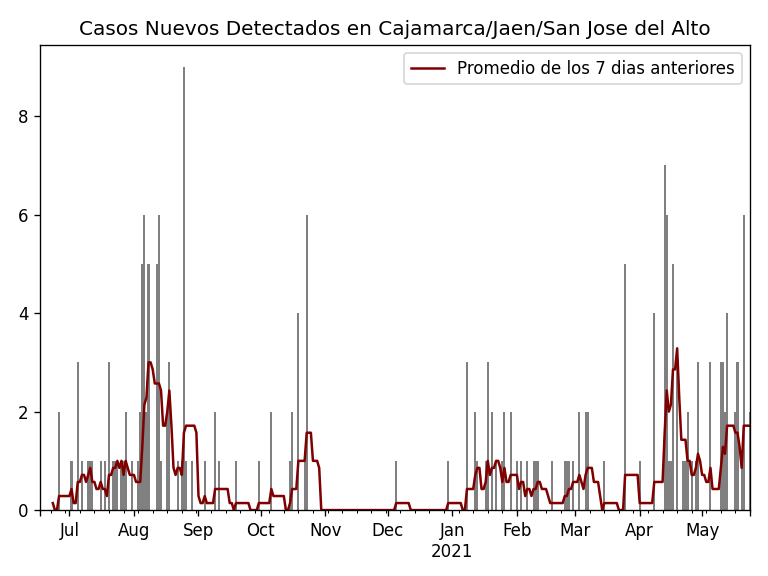 Casos Nuevos Detectados en Cajamarca/Jaen/San Jose del Alto
Promedio de los 7 dias anteriores
8
6
4
2
0
Jul Aug Sep Oct Nov Dec Jan Feb Mar Apr May
2021